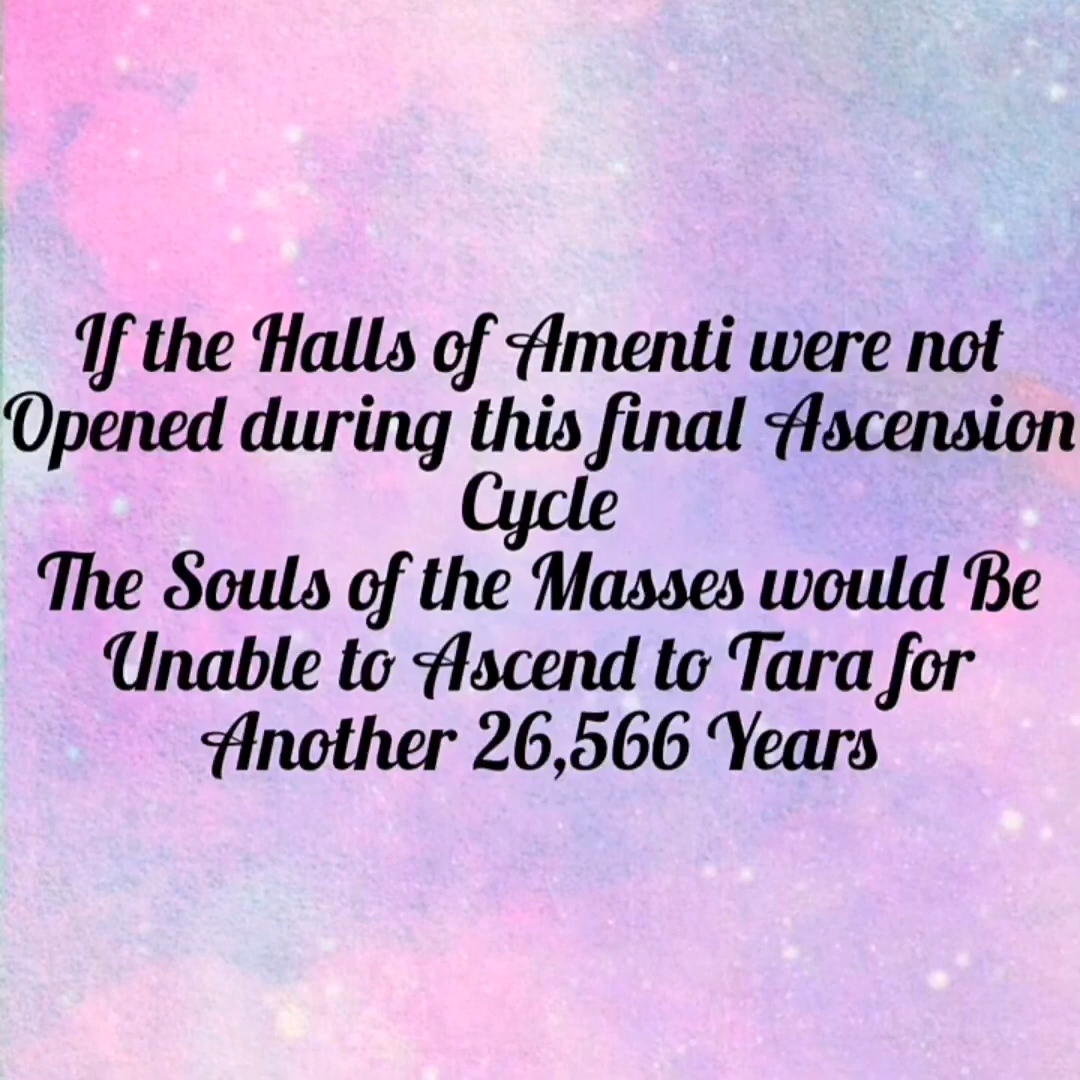 If the Halls of Amenti were not
Opened during this final Ascension
Cycle
The Souls of the Masses would Be
Unable to Ascend to Tara for
Another 26,566 Years